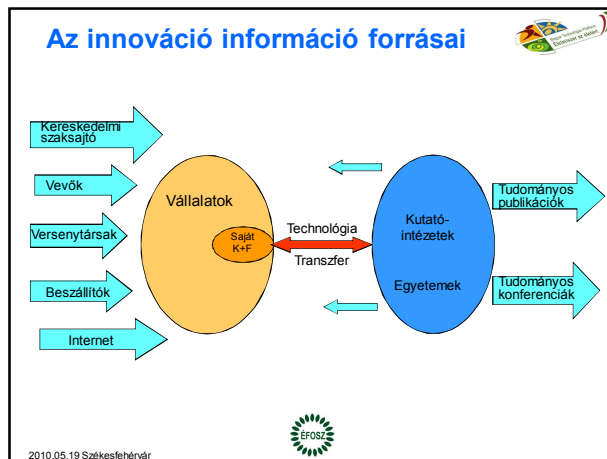 Az innováció információ forrásai
Kereskedelmi
szaksajtó
Vevők
Versenytársak
Beszállítók
Internet
Vállalatok
Saját
K+F
Technológia
Transzfer
Kutató-
intézetek
Egyetemek
Tudományos
publikációk
Tudományos
konferenciák
ÉFOSZ
2010.05.19 Székesfehérvár